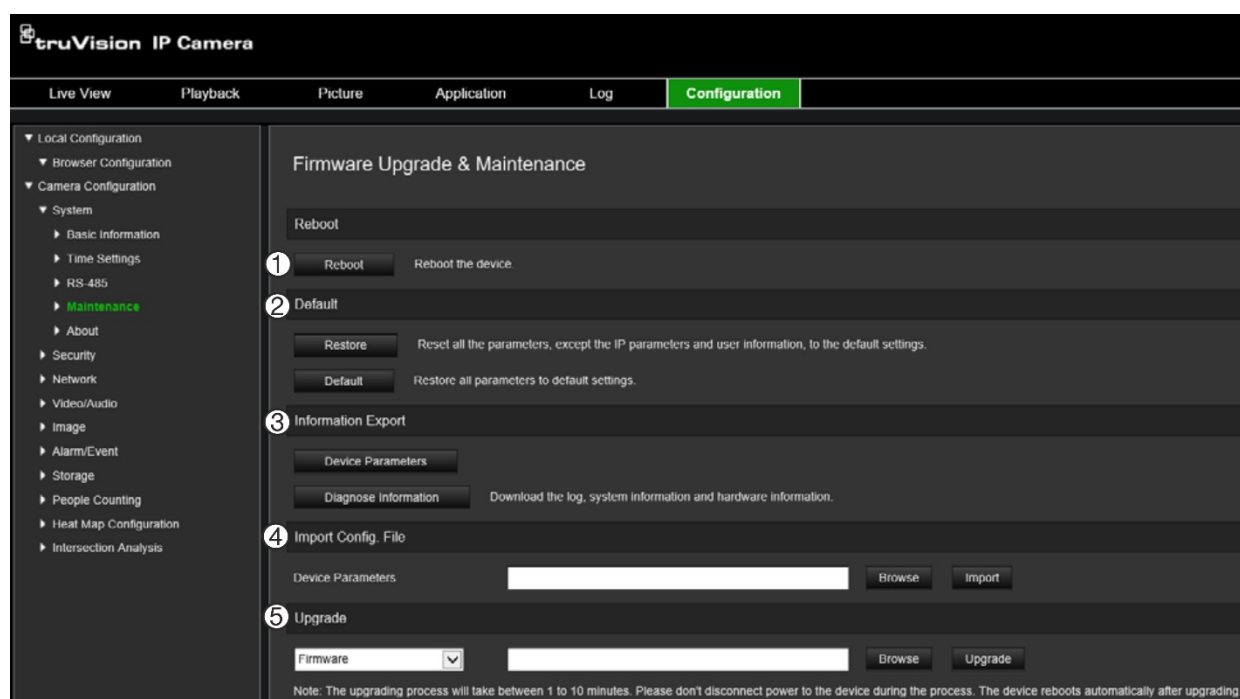 truVision IP Camera
Live View Playback Picture Application Log Configuration
Local Configuration
Browser Configuration
Camera Configuration
System
Basic Information
Time Settings
RS-485
Maintenance
About
Security
Network
Video/Audio
Image
Alarm/Event
Storage
People Counting
Heat Map Configuration
Intersection Analysis
Firmware Upgrade & Maintenance
Reboot
1 Reboot Reboot the device.
2 Default
Restore Reset all the parameters, except the IP parameters and user information, to the default settings.
Default Restore all parameters to default settings.
3 Information Export
Device Parameters
Diagnose Information Download the log, system information and hardware information.
4 Import Config. File
Device Parameters Browse Import
5 Upgrade
Firmware Browse Upgrade
Note: The upgrading process will take between 1 to 10 minutes. Please don't disconnect power to the device during the process. The device reboots automatically after upgrading